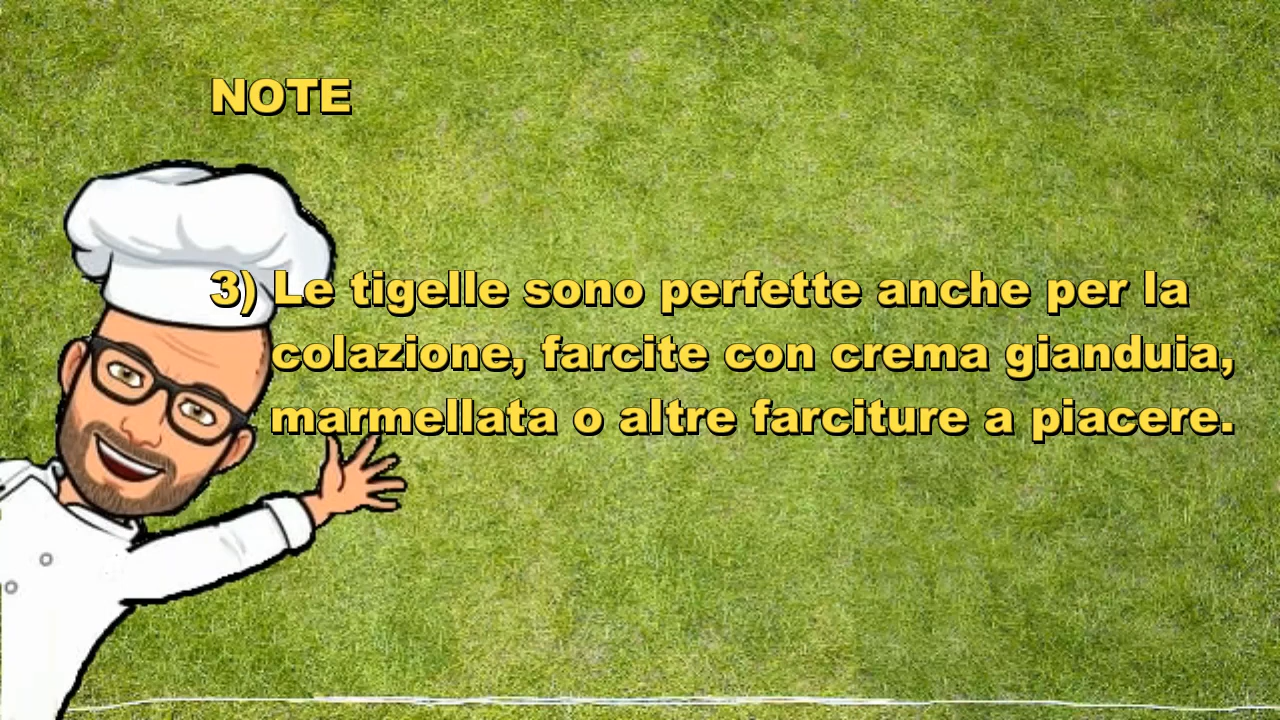 NOTE
3) Le tigelle sono perfette anche per la
colazione, farcite con crema gianduia,
marmellata o altre farciture a piacere.